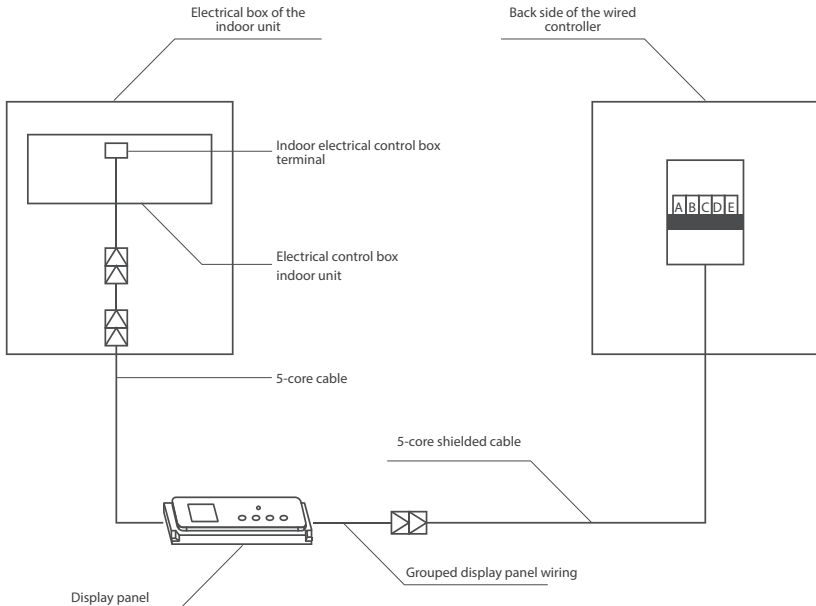 Electrical box of the
indoor unit
Back side of the wired
controller
Indoor electrical control box
terminal
A B C D E
Electrical control box
indoor unit
5-core cable
5-core shielded cable
Grouped display panel wiring
Display panel